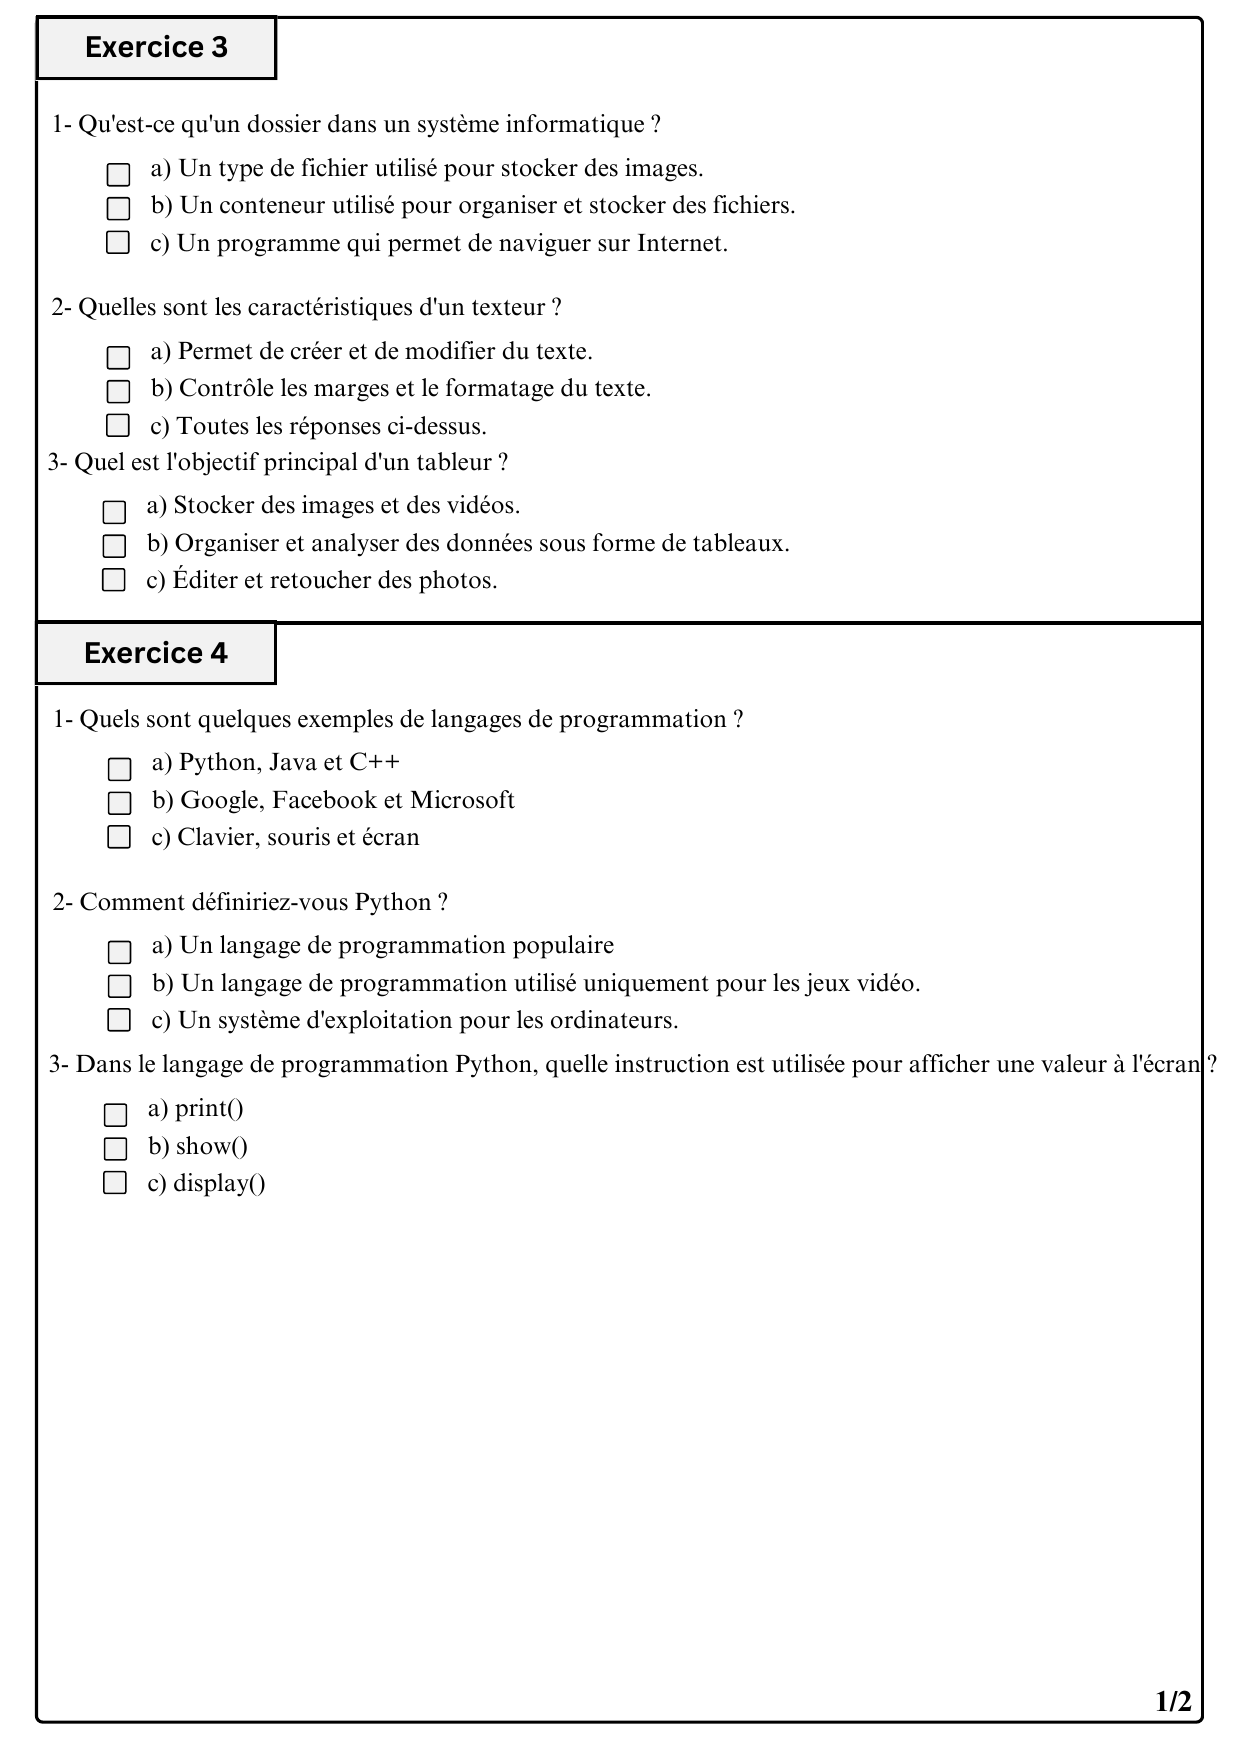 Exercice 3
1- Qu'est-ce qu'un dossier dans un système informatique ?
a) Un type de fichier utilisé pour stocker des images.
b) Un conteneur utilisé pour organiser et stocker des fichiers.
c) Un programme qui permet de naviguer sur Internet.
2- Quelles sont les caractéristiques d'un texteur ?
a) Permet de créer et de modifier du texte.
b) Contrôle les marges et le formatage du texte.
c) Toutes les réponses ci-dessus.
3- Quel est l'objectif principal d'un tableur ?
a) Stocker des images et des vidéos.
b) Organiser et analyser des données sous forme de tableaux.
c) Éditer et retoucher des photos.
Exercice 4
1- Quels sont quelques exemples de langages de programmation ?
a) Python, Java et C++
b) Google, Facebook et Microsoft
c) Clavier, souris et écran
2- Comment définiriez-vous Python ?
a) Un langage de programmation populaire
b) Un langage de programmation utilisé uniquement pour les jeux vidéo.
c) Un système d'exploitation pour les ordinateurs.
3- Dans le langage de programmation Python, quelle instruction est utilisée pour afficher une valeur à l'écran ?
a) print()
b) show()
c) display()
1/2